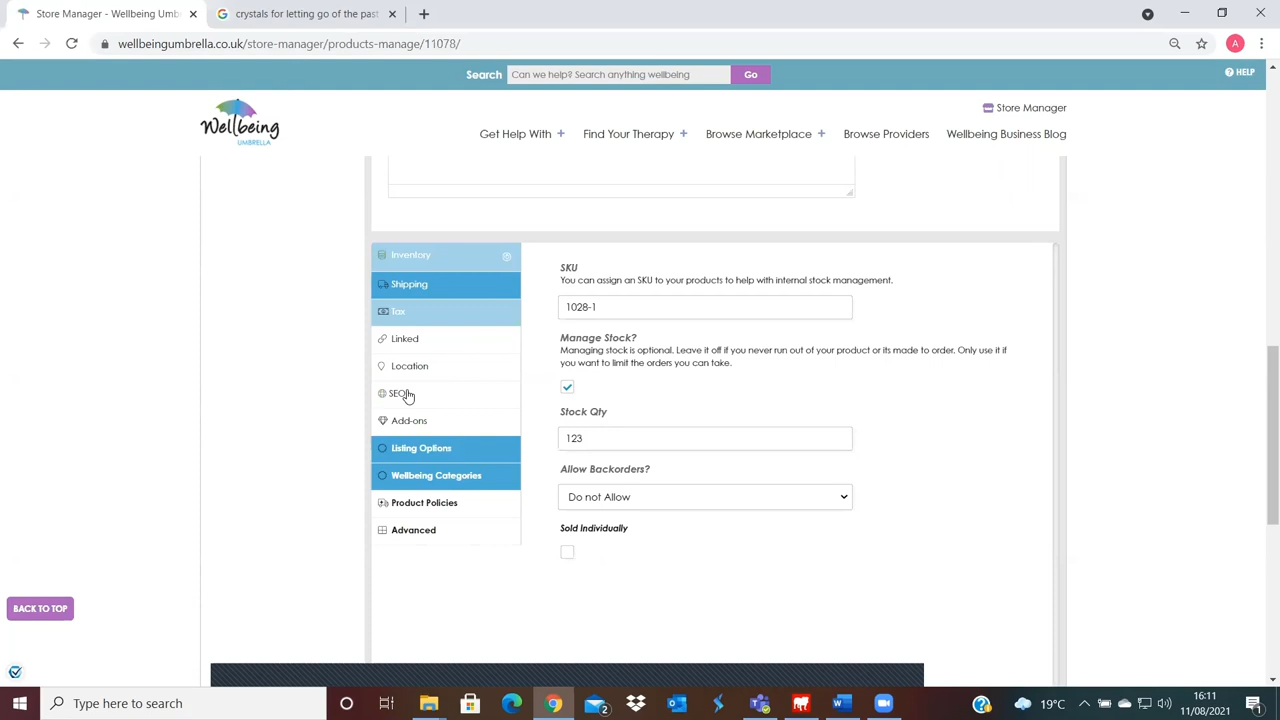 Store Manager - Wellbeing Umb
crystals for letting go of the past
wellbeingumbrella.co.uk/store-manager/products-manage/11078/
A
Search
Can we help? Search anything wellbeing
Go
HELP
Wellbeing
UMBRELLA
Store Manager
Get Help With +
Find Your Therapy +
Browse Marketplace +
Browse Providers
Wellbeing Business Blog
Inventory
Shipping
Tax
Linked
Location
SEO
Add-ons
Listing Options
Wellbeing Categories
Product Policies
Advanced
SKU
You can assign an SKU to your products to help with internal stock management.
1028-1
Manage Stock?
Managing stock is optional. Leave it off if you never run out of your product or its made to order. Only use it if
you want to limit the orders you can take.
Stock Qty
123
Allow Backorders?
Do not Allow
Sold Individually
BACK TO TOP
Type here to search
2
19°C
16:11
11/08/2021
1